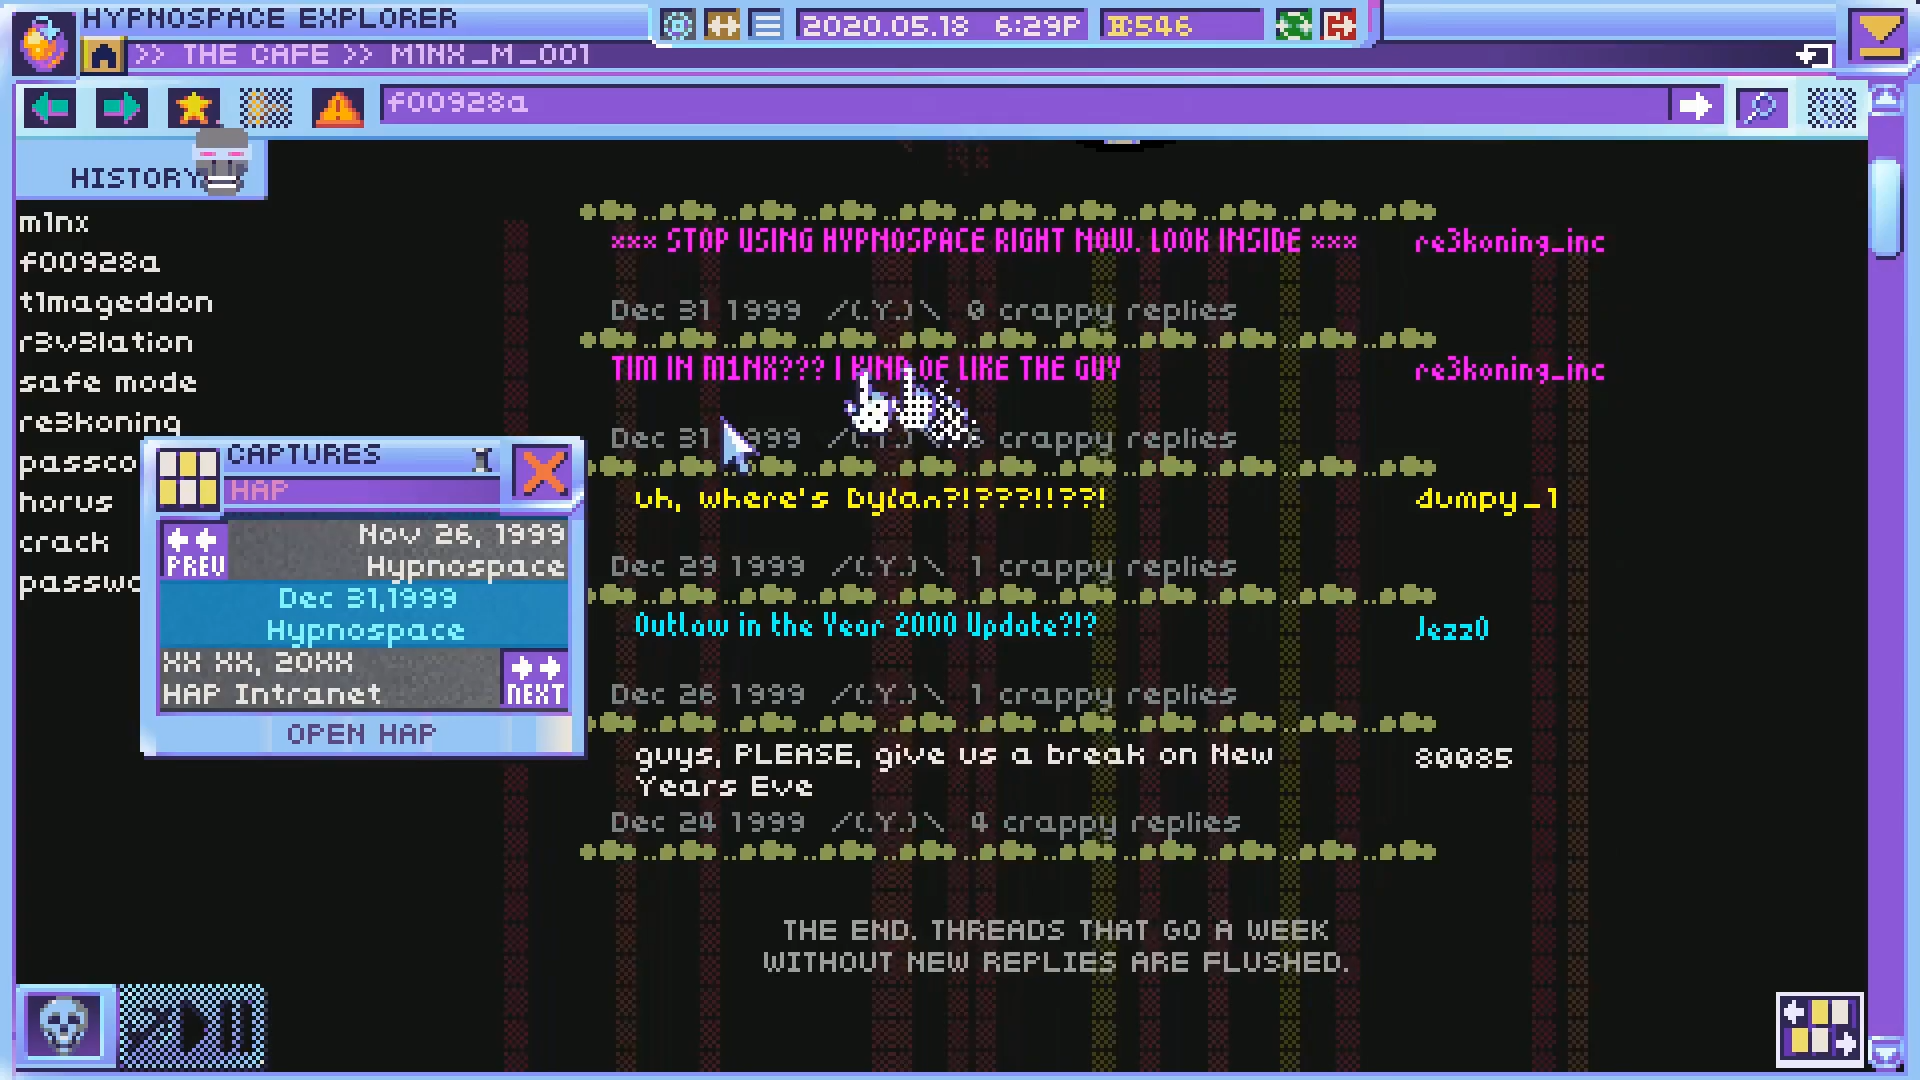 HYPNOSPACE EXPLORER
2020.05.18 6:29P
546
>> THE CAFE >> M1NX_M_001
f00928a
HISTORY
m1nx
f00928a
t1mageddon
r3v3lation
safe mode
re3koning
passco
horus
crack
passwo
CAPTURES
HAP
PREV
Nov 26, 1999
Hypnospace
Dec 31,1999
Hypnospace
XX XX, 20XX
HAP Intranet
NEXT
OPEN HAP
xxx STOP USING HYPNOSPACE RIGHT NOW. LOOK INSIDE xxx re3koning_inc
Dec 31 1999 /(.Y.)\ 0 crappy replies
TIM IN M1NX??? I KINDOF LIKE THE GUY re3koning_inc
Dec 31 1999 crappy replies
uh, where's Dylan?!???!!??! dumpy_1
Dec 29 1999 /(.Y.)\ 1 crappy replies
Outlaw in the Year 2000 Update?!? Jezz0
Dec 26 1999 /(.Y.)\ 1 crappy replies
guys, PLEASE, give us a break on New 80085
Years Eve
Dec 24 1999 /(.Y.)\ 4 crappy replies
THE END. THREADS THAT GO A WEEK
WITHOUT NEW REPLIES ARE FLUSHED.